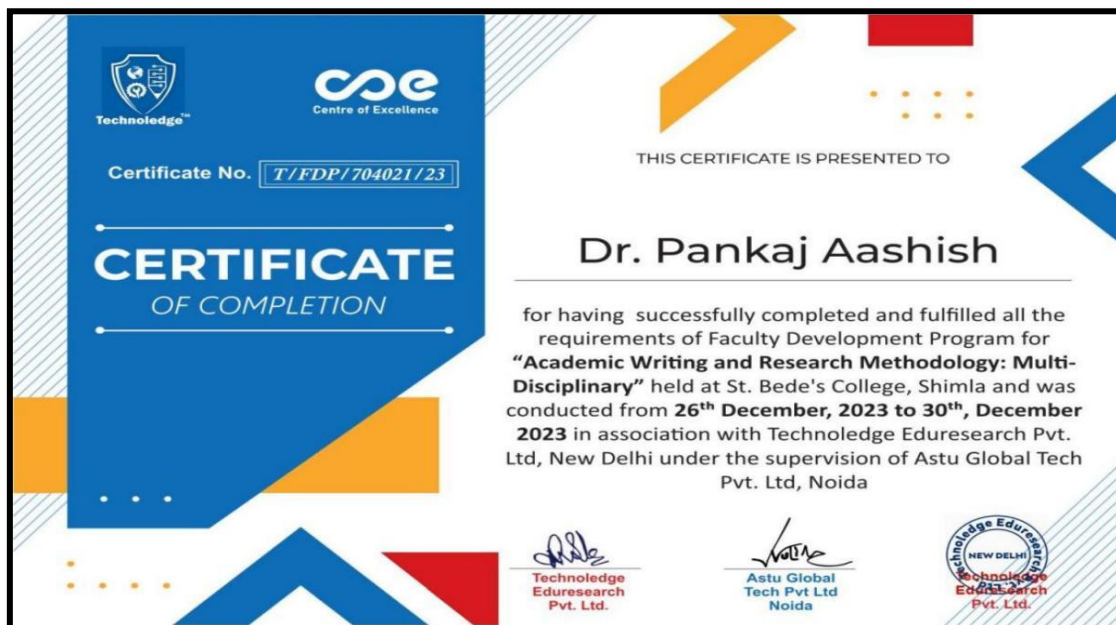 Technoledge™
coe
Centre of Excellence
Certificate No. T/FDP/704021/23
CERTIFICATE
OF COMPLETION
THIS CERTIFICATE IS PRESENTED TO
Dr. Pankaj Aashish
for having successfully completed and fulfilled all the
requirements of Faculty Development Program for
“Academic Writing and Research Methodology: Multi-
Disciplinary” held at St. Bede's College, Shimla and was
conducted from 26th December, 2023 to 30th, December
2023 in association with Technoledge Eduresearch Pvt.
Ltd, New Delhi under the supervision of Astu Global Tech
Pvt. Ltd, Noida
Technoledge
Eduresearch
Pvt. Ltd.
Astu Global
Tech Pvt Ltd
Noida
Technoledge Eduresearch
NEW DELHI
Technoledge
Eduresearch
Pvt. Ltd.